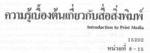 ความรู้เบื้องต้นเกี่ยวกับสื่อสิ่งพิมพ์
Introduction to Print Media
15202
หน่วยที่ 8-15